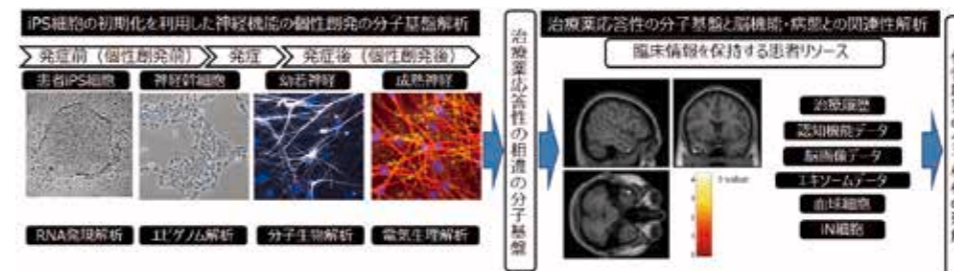 iPS細胞の初期化を利用した神経機能の個性創発の分子基盤解析
発症前（個性創発前）
発症
発症後（個性創発後）
患者iPS細胞
神経幹細胞
幼若神経
成熟神経
RNA発現解析
エピゲノム解析
分子生物解析
電気生理解析
治療薬応答性の相違の分子基盤
治療薬応答性の分子基盤と脳機能・病態との関連性解析
臨床情報を保持する患者リソース
t-value
治療履歴
認知機能データ
脳画像データ
エキソームデータ
血球細胞
iN細胞